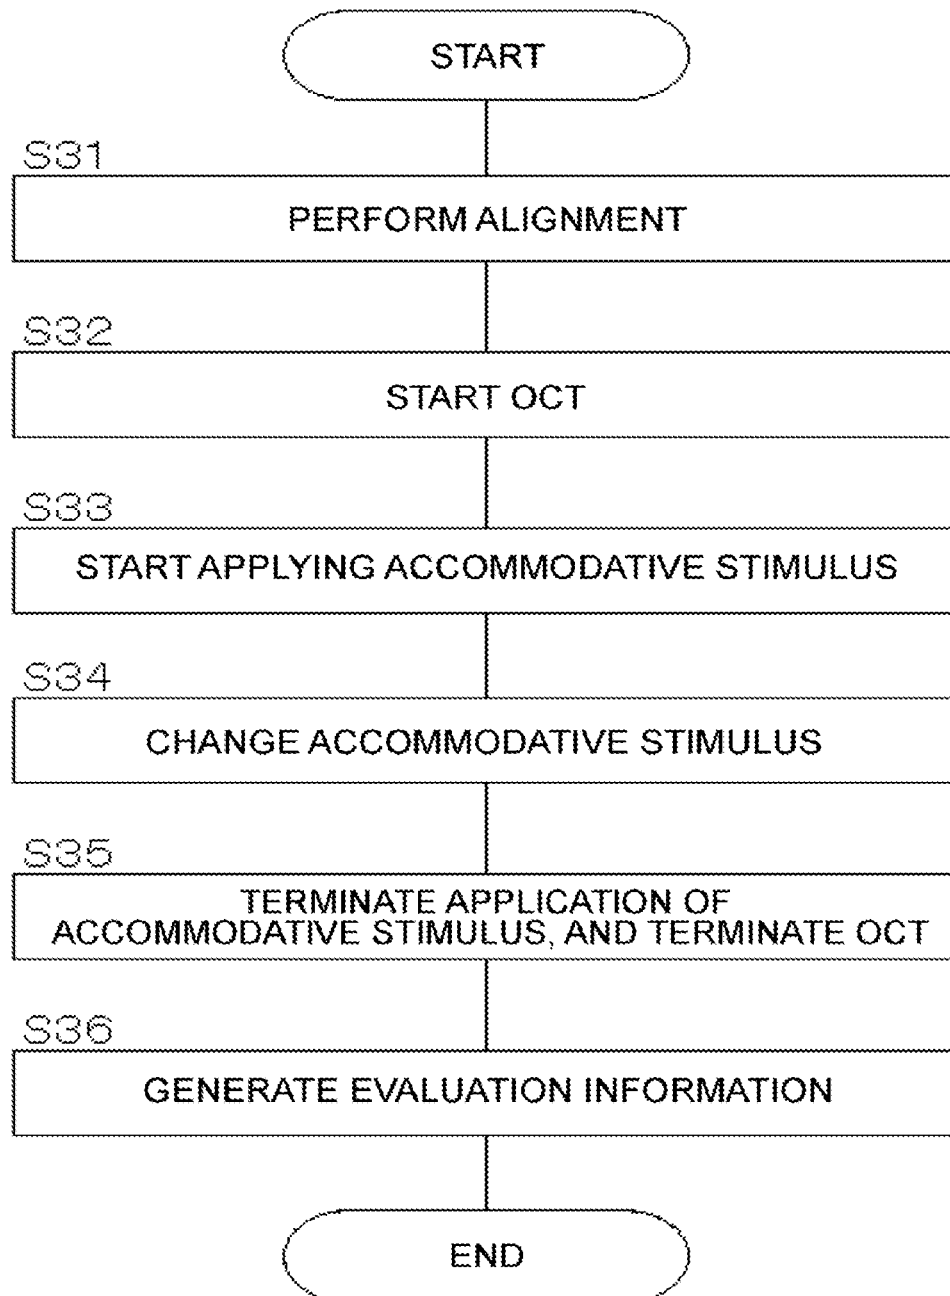 START
S31
PERFORM ALIGNMENT
S32
START OCT
S33
START APPLYING ACCOMMODATIVE STIMULUS
S34
CHANGE ACCOMMODATIVE STIMULUS
S35
TERMINATE APPLICATION OF
ACCOMMODATIVE STIMULUS, AND TERMINATE OCT
S36
GENERATE EVALUATION INFORMATION
END